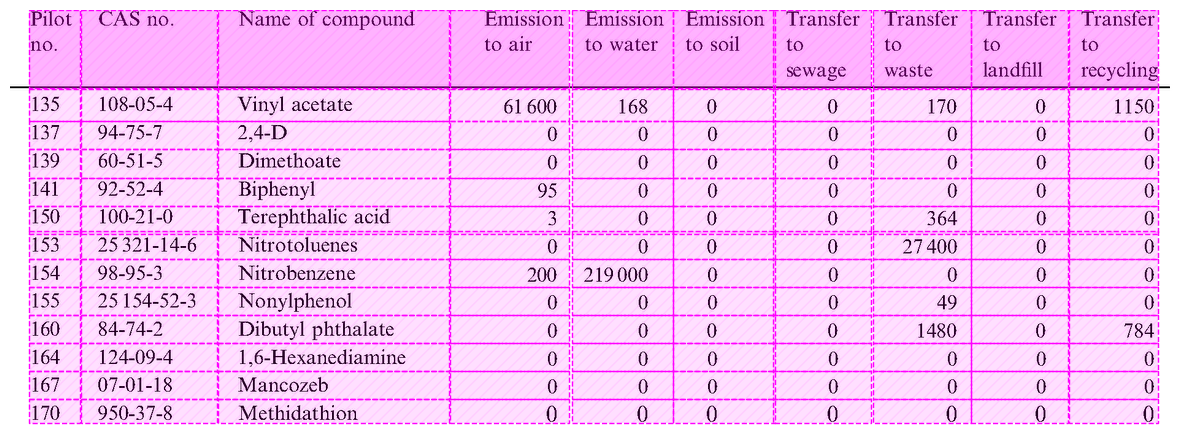 Pilot no. CAS no. Name of compound Emission to air Emission to water Emission to soil Transfer to sewage Transfer to waste Transfer to landfill Transfer to recycling
135 108-05-4 Vinyl acetate 61 600 168 0 0 170 0 1150
137 94-75-7 2,4-D 0 0 0 0 0 0 0
139 60-51-5 Dimethoate 0 0 0 0 0 0 0
141 92-52-4 Biphenyl 95 0 0 0 0 0 0
150 100-21-0 Terephthalic acid 3 0 0 0 364 0 0
153 25 321-14-6 Nitrotoluenes 0 0 0 0 27 400 0 0
154 98-95-3 Nitrobenzene 200 219 000 0 0 0 0 0
155 25 154-52-3 Nonylphenol 0 0 0 0 49 0 0
160 84-74-2 Dibutyl phthalate 0 0 0 0 1480 0 784
164 124-09-4 1,6-Hexanediamine 0 0 0 0 0 0 0
167 07-01-18 Mancozeb 0 0 0 0 0 0 0
170 950-37-8 Methidathion 0 0 0 0 0 0 0